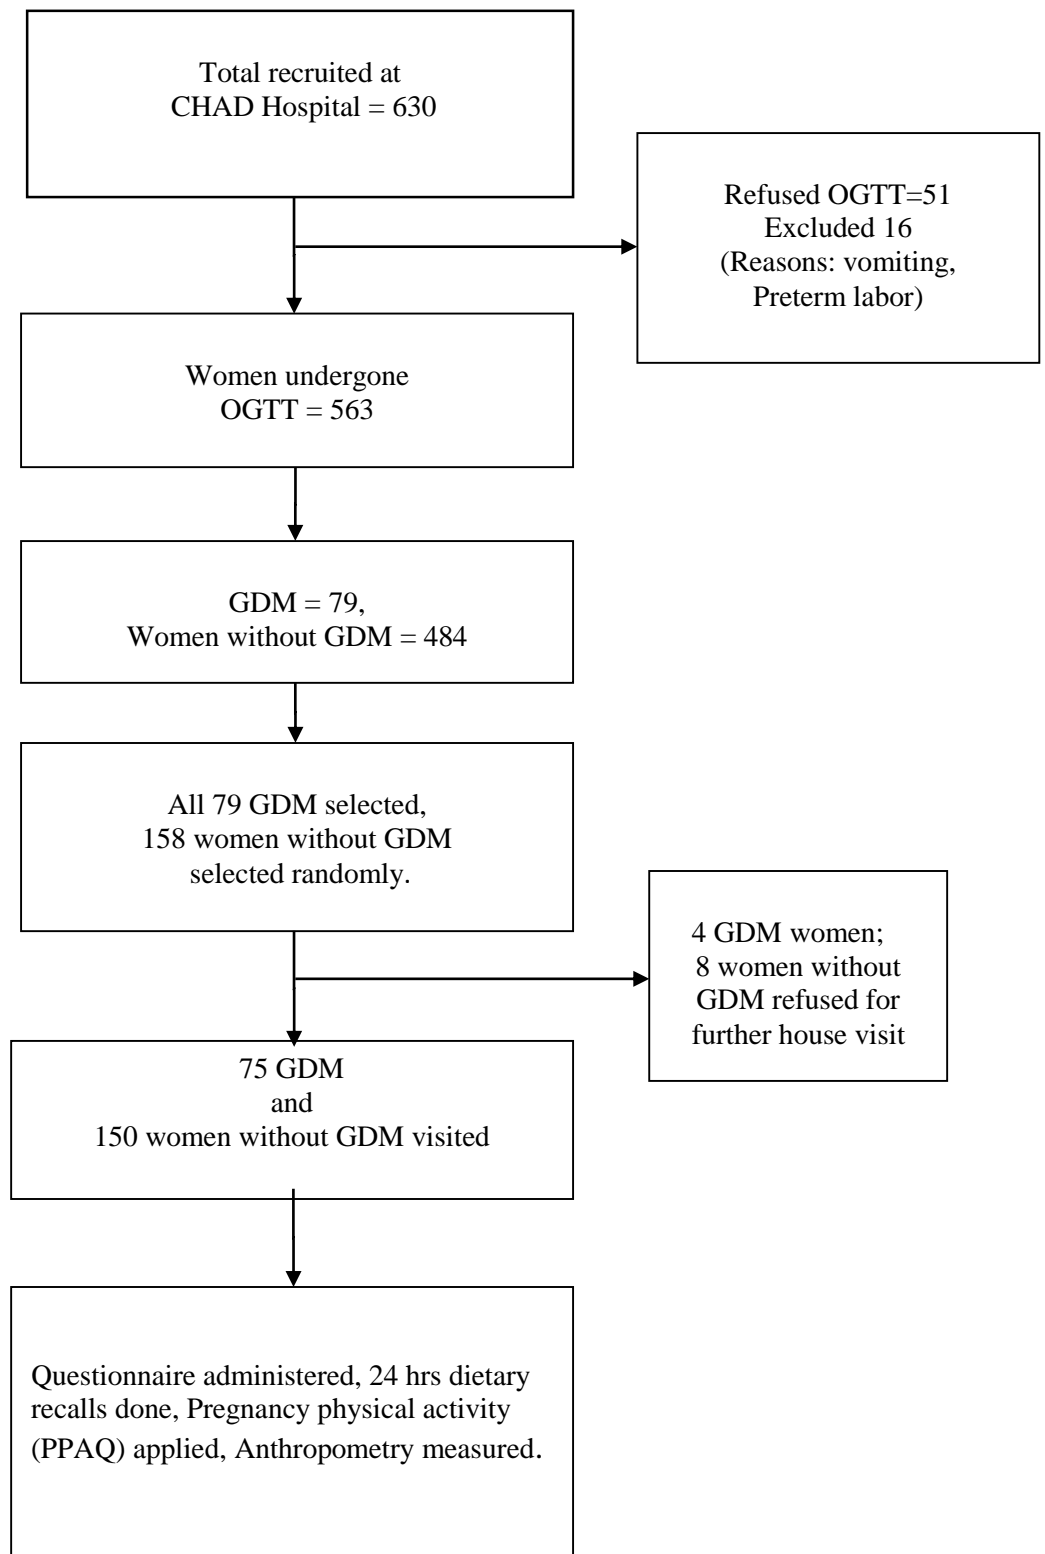 Total recruited at
CHAD Hospital = 630
Refused OGTT=51
Excluded 16
(Reasons: vomiting,
Preterm labor)
Women undergone
OGTT = 563
GDM = 79,
Women without GDM = 484
All 79 GDM selected,
158 women without GDM
selected randomly.
4 GDM women;
8 women without
GDM refused for
further house visit
75 GDM
and
150 women without GDM visited
Questionnaire administered, 24 hrs dietary
recalls done, Pregnancy physical activity
(PPAQ) applied, Anthropometry measured.